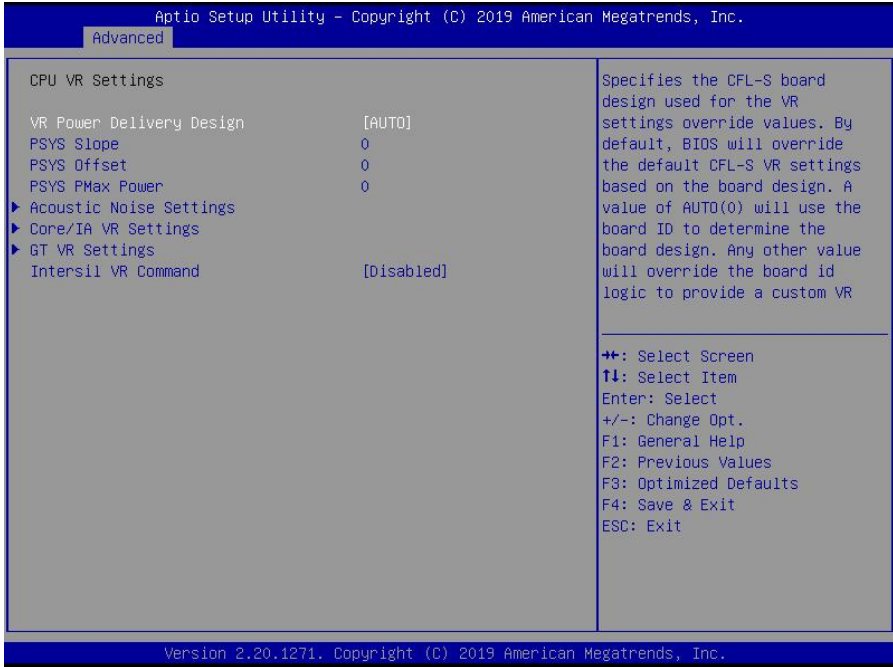 Aptio Setup Utility – Copyright (C) 2019 American Megatrends, Inc.
Advanced
CPU VR Settings
VR Power Delivery Design [AUTO]
PSYS Slope 0
PSYS Offset 0
PSYS PMax Power 0
Acoustic Noise Settings
Core/IA VR Settings
GT VR Settings
Intersil VR Command [Disabled]
Specifies the CFL-S board
design used for the VR
settings override values. By
default, BIOS will override
the default CFL-S VR settings
based on the board design. A
value of AUTO(0) will use the
board ID to determine the
board design. Any other value
will override the board id
logic to provide a custom VR
→←: Select Screen
↑↓: Select Item
Enter: Select
+/-: Change Opt.
F1: General Help
F2: Previous Values
F3: Optimized Defaults
F4: Save & Exit
ESC: Exit
Version 2.20.1271. Copyright (C) 2019 American Megatrends, Inc.